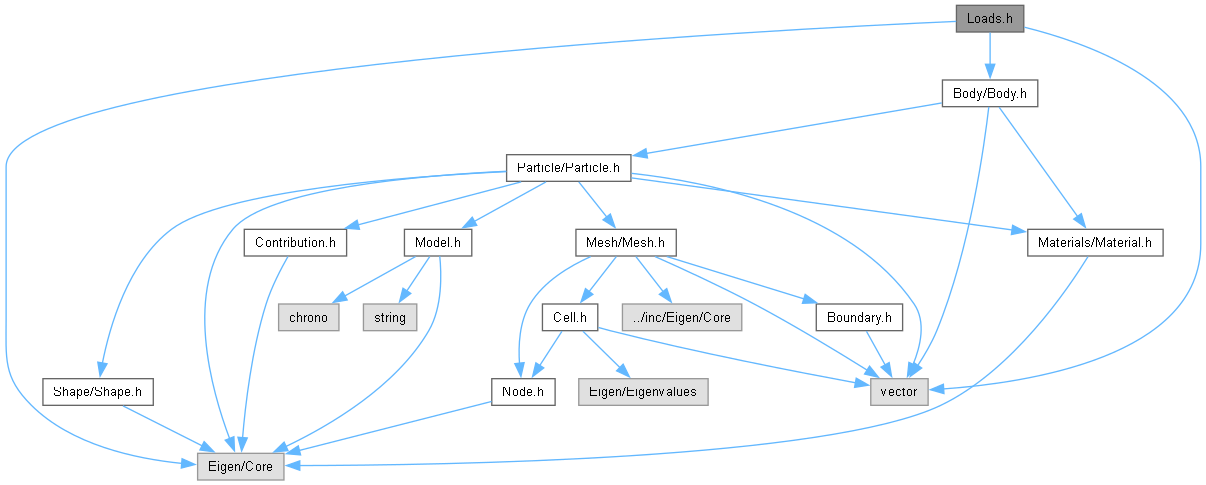 Loads.h
Body/Body.h
Particle/Particle.h
Contribution.h
Model.h
Mesh/Mesh.h
Materials/Material.h
chrono
string
Cell.h
../inc/Eigen/Core
Boundary.h
Shape/Shape.h
Node.h
Eigen/Eigenvalues
vector
Eigen/Core